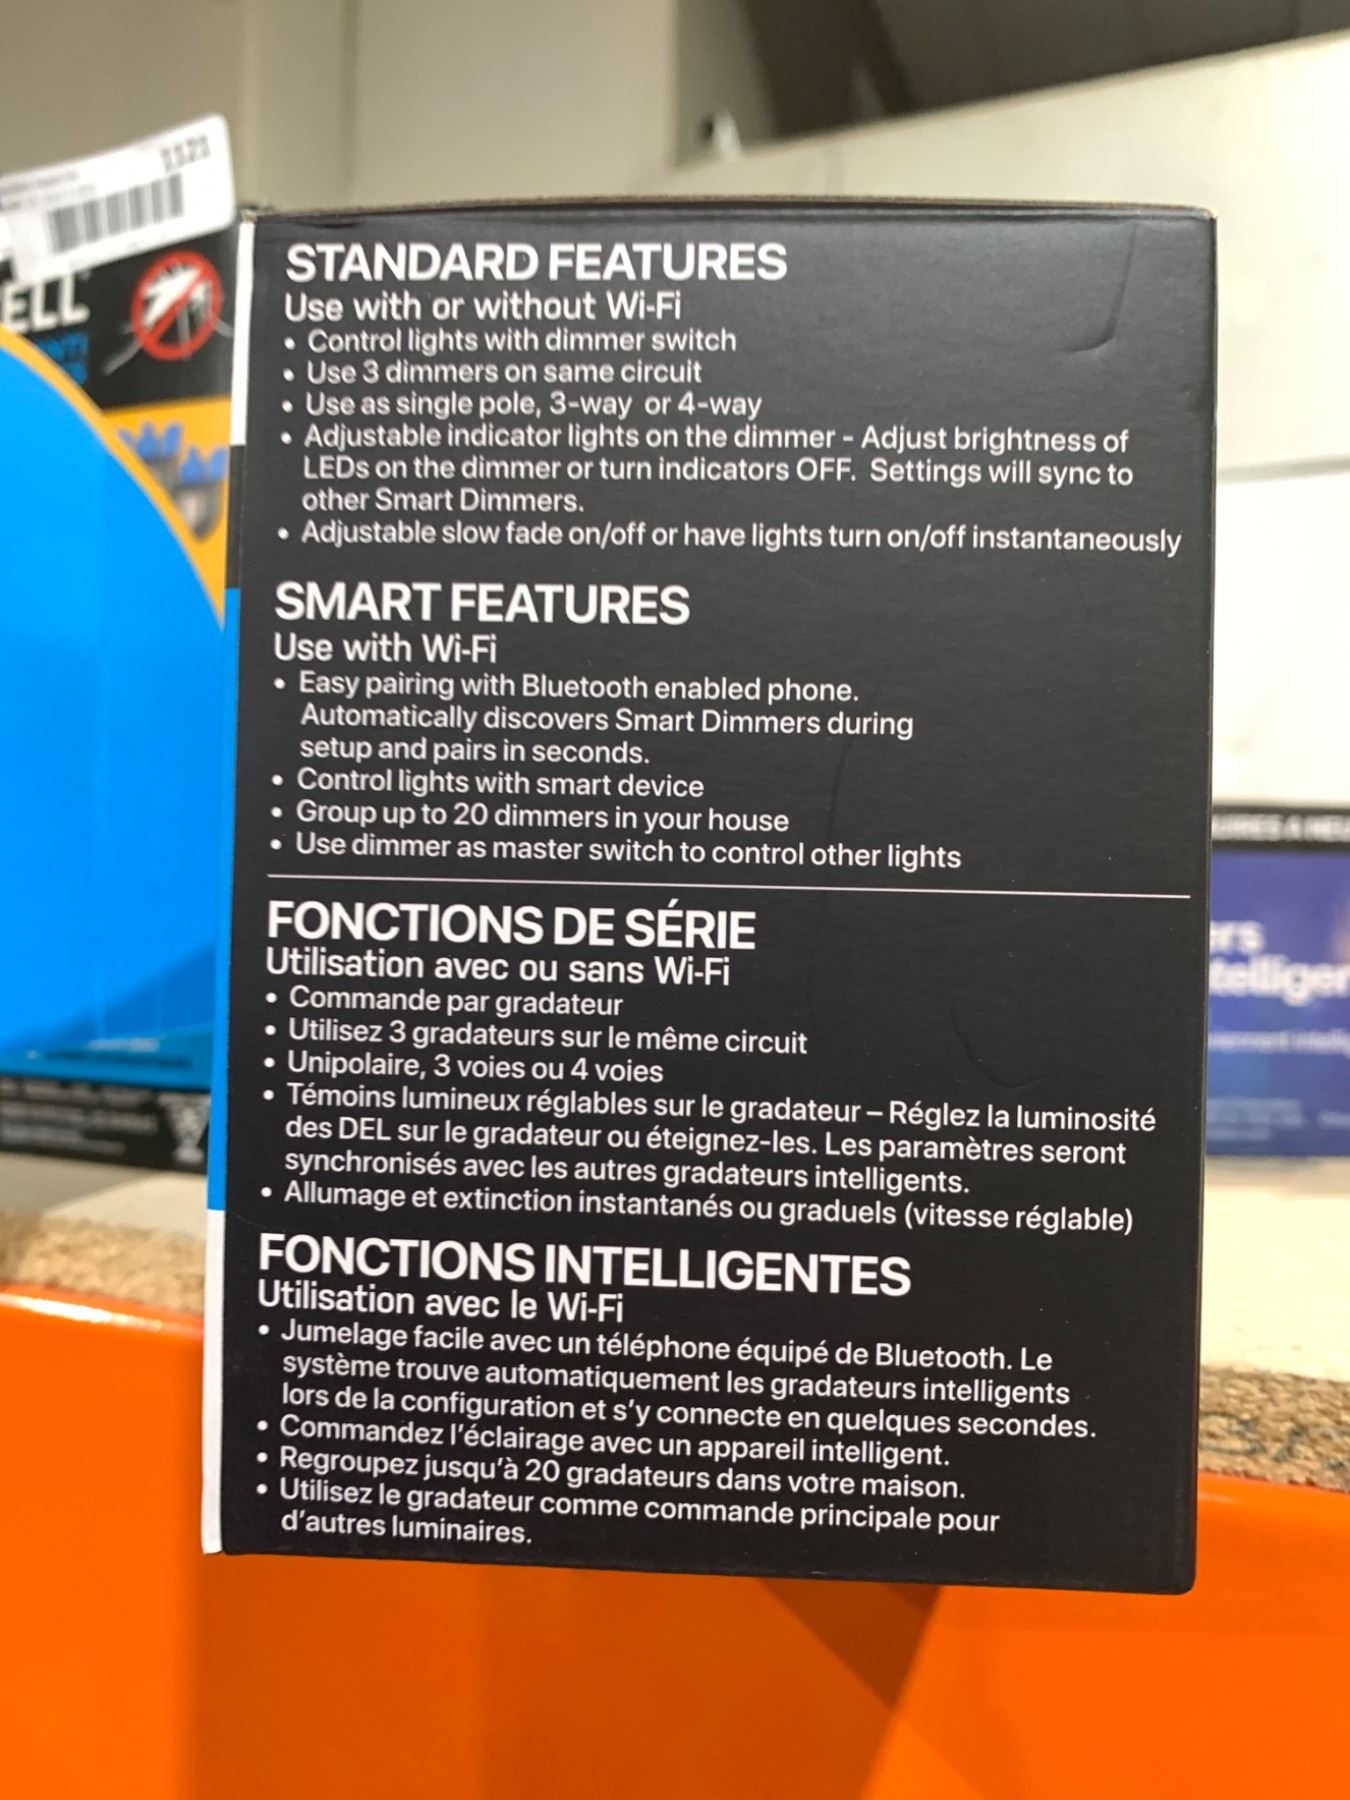 1121
ELL
STANDARD FEATURES
Use with or without Wi-Fi
• Control lights with dimmer switch
• Use 3 dimmers on same circuit
• Use as single pole, 3-way or 4-way
• Adjustable indicator lights on the dimmer - Adjust brightness of
LEDs on the dimmer or turn indicators OFF. Settings will sync to
other Smart Dimmers.
• Adjustable slow fade on/off or have lights turn on/off instantaneously
SMART FEATURES
Use with Wi-Fi
• Easy pairing with Bluetooth enabled phone.
Automatically discovers Smart Dimmers during
setup and pairs in seconds.
• Control lights with smart device
• Group up to 20 dimmers in your house
• Use dimmer as master switch to control other lights
FONCTIONS DE SÉRIE
Utilisation avec ou sans Wi-Fi
• Commande par gradateur
• Utilisez 3 gradateurs sur le même circuit
• Unipolaire, 3 voies ou 4 voies
• Témoins lumineux réglables sur le gradateur – Réglez la luminosité
des DEL sur le gradateur ou éteignez-les. Les paramètres seront
synchronisés avec les autres gradateurs intelligents.
• Allumage et extinction instantanés ou graduels (vitesse réglable)
FONCTIONS INTELLIGENTES
Utilisation avec le Wi-Fi
• Jumelage facile avec un téléphone équipé de Bluetooth. Le
système trouve automatiquement les gradateurs intelligents
lors de la configuration et s'y connecte en quelques secondes.
• Commandez l'éclairage avec un appareil intelligent.
• Regroupez jusqu'à 20 gradateurs dans votre maison.
• Utilisez le gradateur comme commande principale pour
d'autres luminaires.
ers
telliger